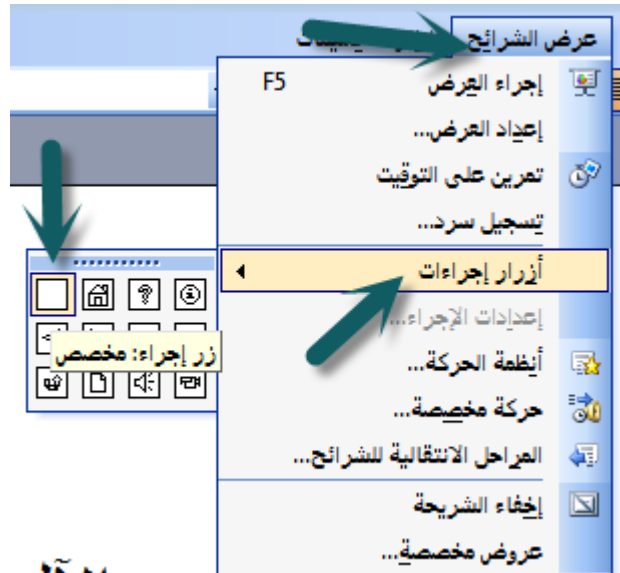 عرض الشرائح
إجراء العرض F5
إعداد العرض...
تمرين على التوقيت
تسجيل سرد...
أزرار إجراءات
إعدادات الإجراء...
أنظمة الحركة...
حركة مخصصة...
المراحل الانتقالية للشرائح...
إخفاء الشريحة
عروض مخصصة...
زر إجراء: مخصص